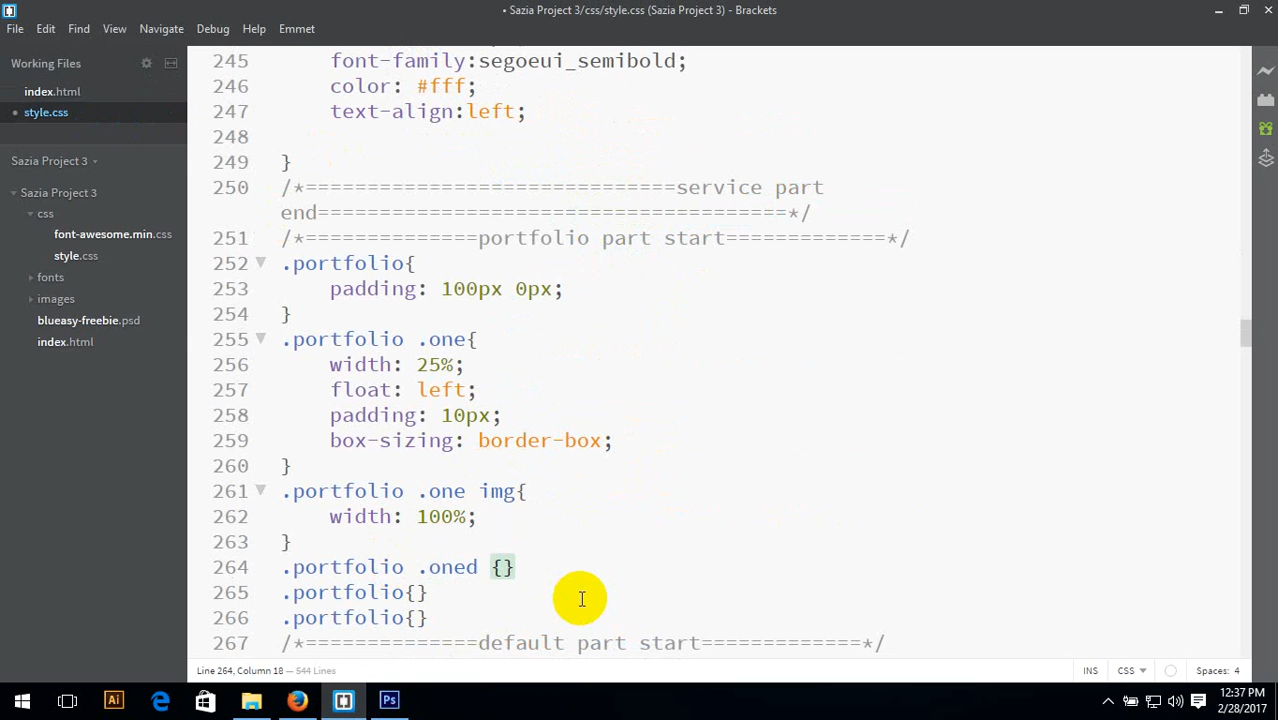 • Sazia Project 3/css/style.css (Sazia Project 3) - Brackets
File Edit Find View Navigate Debug Help Emmet
Working Files
index.html
• style.css
Sazia Project 3
Sazia Project 3
css
font-awesome.min.css
style.css
fonts
images
blueasy-freebie.psd
index.html
245 font-family:segoeui_semibold;
246 color: #fff;
247 text-align:left;
248
249 }
250 /*==============================service part
end======================================*/
251 /*==============portfolio part start=============*/
252 .portfolio{
253 padding: 100px 0px;
254 }
255 .portfolio .one{
256 width: 25%;
257 float: left;
258 padding: 10px;
259 box-sizing: border-box;
260 }
261 .portfolio .one img{
262 width: 100%;
263 }
264 .portfolio .oned {}
265 .portfolio{}
266 .portfolio{}
267 /*==============default part start=============*/
Line 264, Column 18 — 544 Lines
INS CSS Spaces: 4
Ai Ps
12:37 PM
2/28/2017